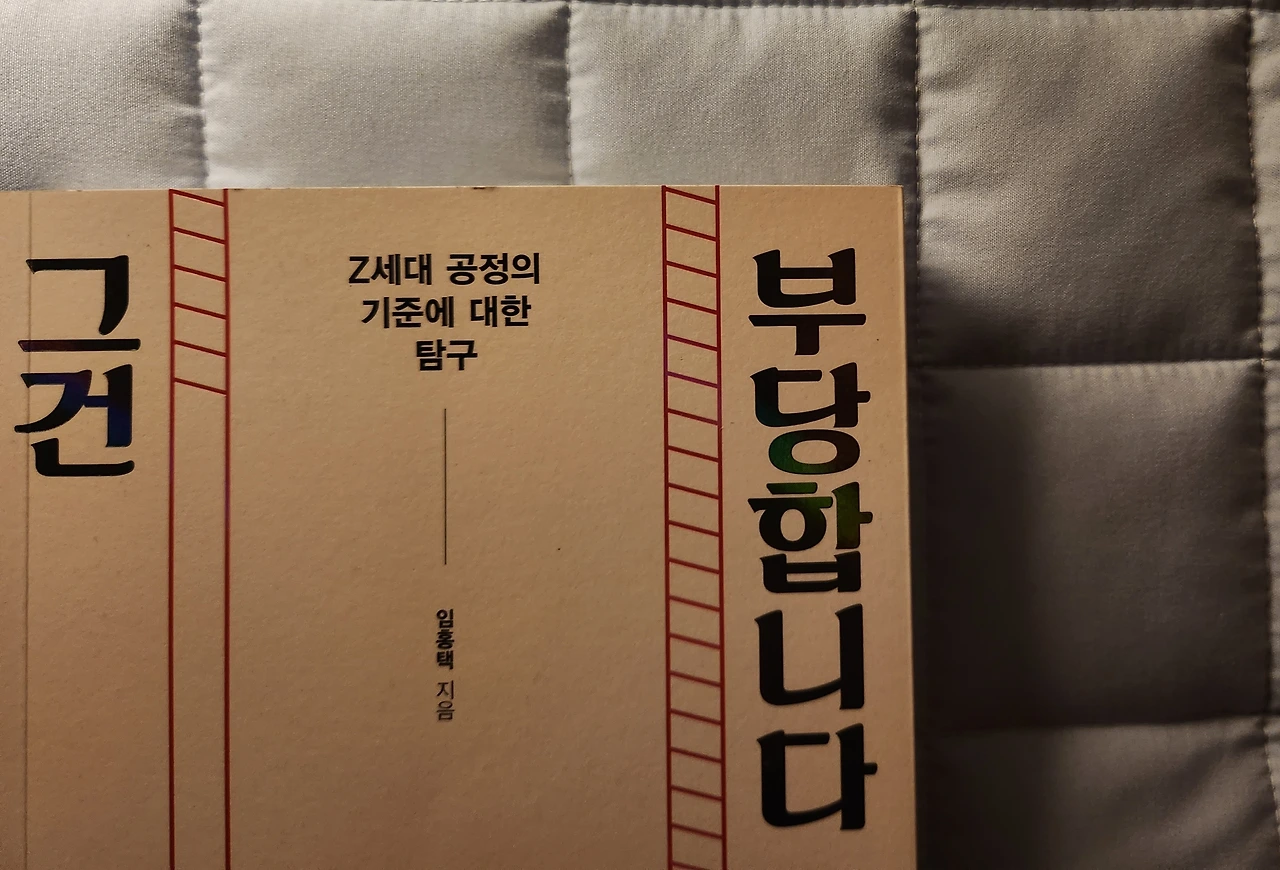 그건
Z세대 공정의
기준에 대한
탐구
임홍택 지음
부당합니다